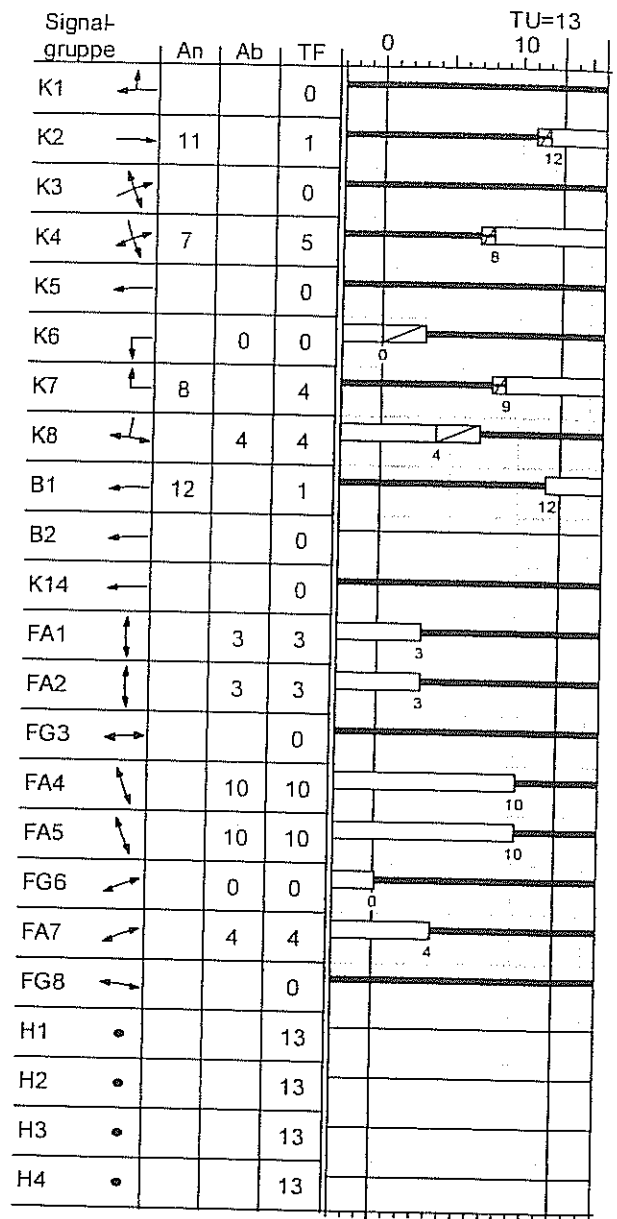 Signal- TU=13
gruppe An Ab TF 0 10
K1 0
K2 11 1 12
K3 0
K4 7 5 8
K5 0
K6 0 0 0
K7 8 4 9
K8 4 4 4
B1 12 1 12
B2 0
K14 0
FA1 3 3 3
FA2 3 3 3
FG3 0
FA4 10 10 10
FA5 10 10 10
FG6 0 0 0
FA7 4 4 4
FG8 0
H1 13
H2 13
H3 13
H4 13